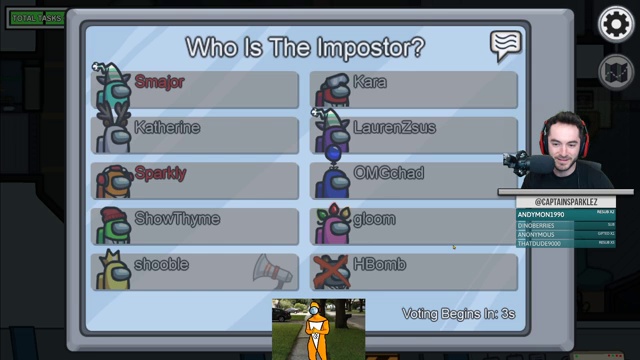 TOTAL TASKS
Who Is The Impostor?
Smajor
Kara
Katherine
LaurenZsus
Sparkly
OMGchad
ShowThyme
gloom
shooble
HBomb
Voting Begins In: 3s
@CAPTAINSPARKLEZ
ANDYMON1990
DINOBERRIES
ANONYMOUS
THATDUDE9000